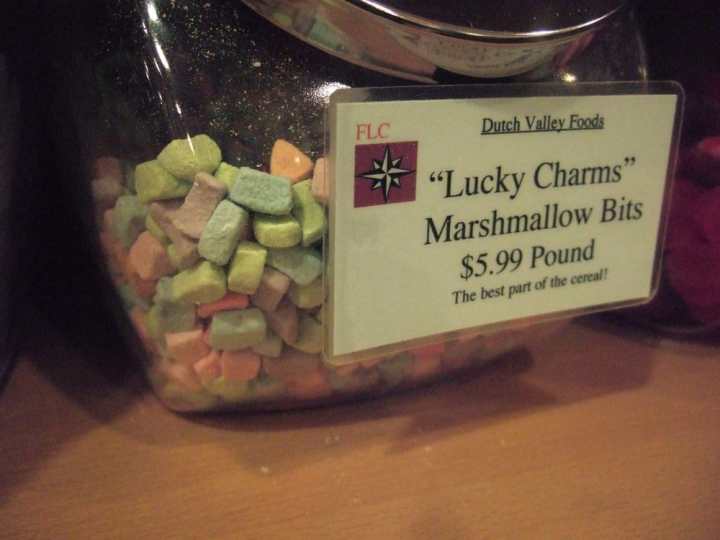 FLC
Dutch Valley Foods
“Lucky Charms”
Marshmallow Bits
$5.99 Pound
The best part of the cereal!